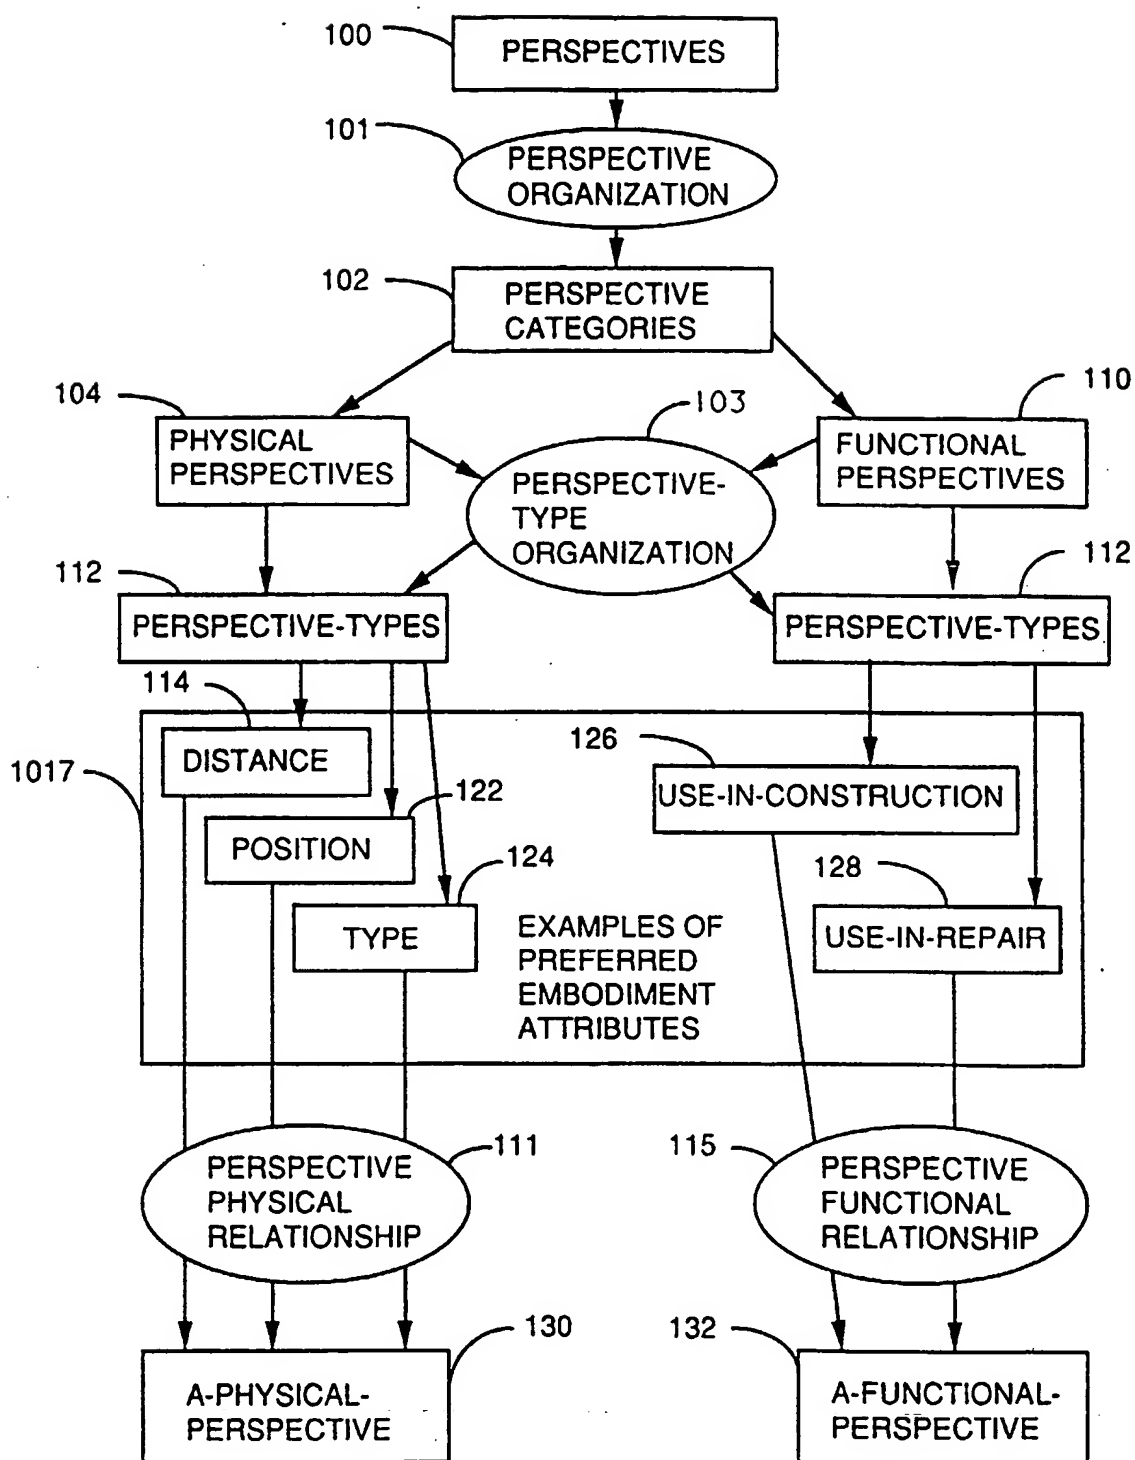 100
PERSPECTIVES
101
PERSPECTIVE
ORGANIZATION
102
PERSPECTIVE
CATEGORIES
104
PHYSICAL
PERSPECTIVES
103
PERSPECTIVE-
TYPE
ORGANIZATION
110
FUNCTIONAL
PERSPECTIVES
112
PERSPECTIVE-TYPES
112
PERSPECTIVE-TYPES
114
DISTANCE
1017
122
POSITION
124
TYPE
126
USE-IN-CONSTRUCTION
128
USE-IN-REPAIR
EXAMPLES OF
PREFERRED
EMBODIMENT
ATTRIBUTES
111
PERSPECTIVE
PHYSICAL
RELATIONSHIP
115
PERSPECTIVE
FUNCTIONAL
RELATIONSHIP
130
A-PHYSICAL-
PERSPECTIVE
132
A-FUNCTIONAL-
PERSPECTIVE